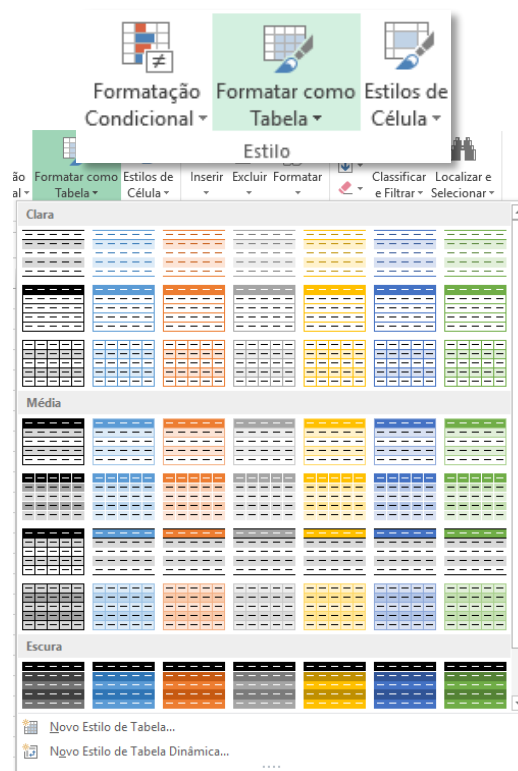 Formatação Condicional
Formatar como Tabela
Estilos de Célula
Estilo
ão Formatar como Estilos de Inserir Excluir Formatar Classificar Localizar e
al Tabela Célula e Filtrar Selecionar
Clara
Média
Escura
Novo Estilo de Tabela...
Novo Estilo de Tabela Dinâmica...